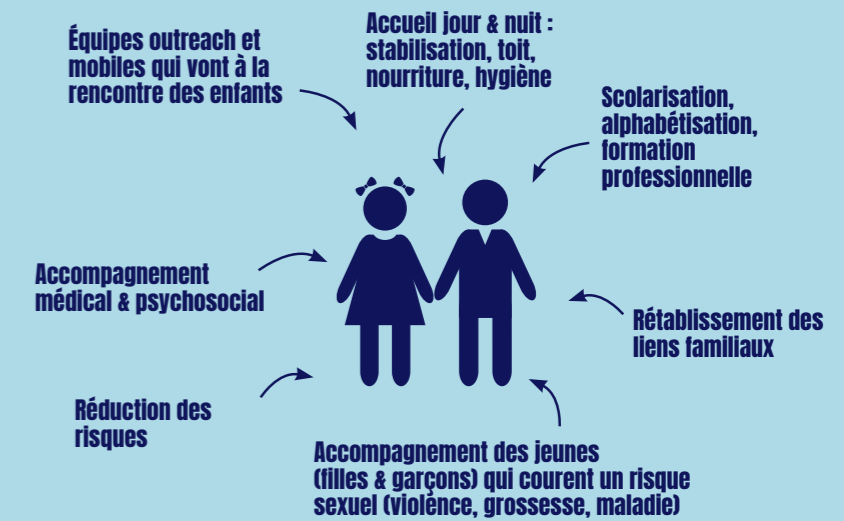 Équipes outreach et
mobiles qui vont à la
rencontre des enfants
Accueil jour & nuit :
stabilisation, toit,
nourriture, hygiène
Scolarisation,
alphabétisation,
formation
professionnelle
Accompagnement
médical & psychosocial
Rétablissement des
liens familiaux
Réduction des
risques
Accompagnement des jeunes
(filles & garçons) qui courent un risque
sexuel (violence, grossesse, maladie)